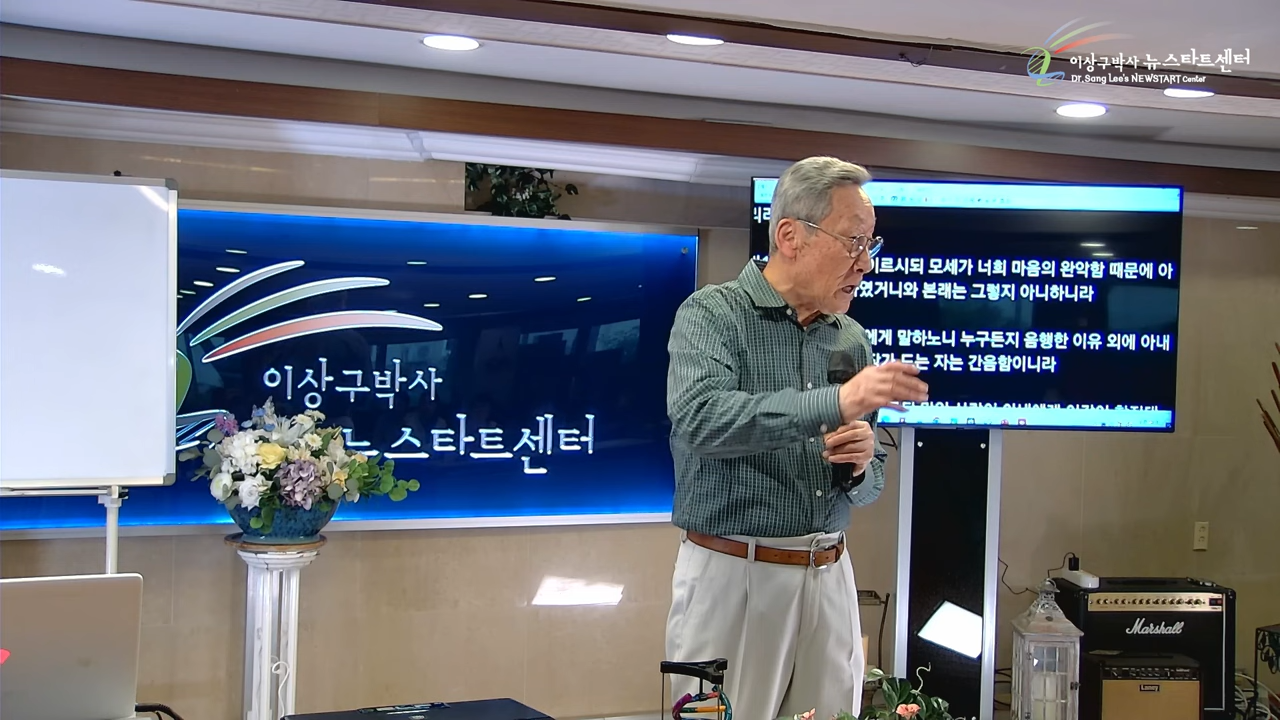 이상구박사 뉴스타트센터
Dr. Sang Lee's NEWSTART Center
이르시되 모세가 너희 마음의 완악함 때문에 아
였거니와 본래는 그렇지 아니하니라
에게 말하노니 누구든지 음행한 이유 외에 아내
드는 자는 간음함이니라
이상구박사
뉴스타트센터
Marshall
Laney